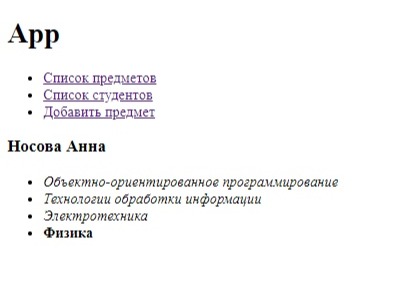 App
Список предметов
Список студентов
Добавить предмет
Носова Анна
Объектно-ориентированное программирование
Технологии обработки информации
Электротехника
Физика